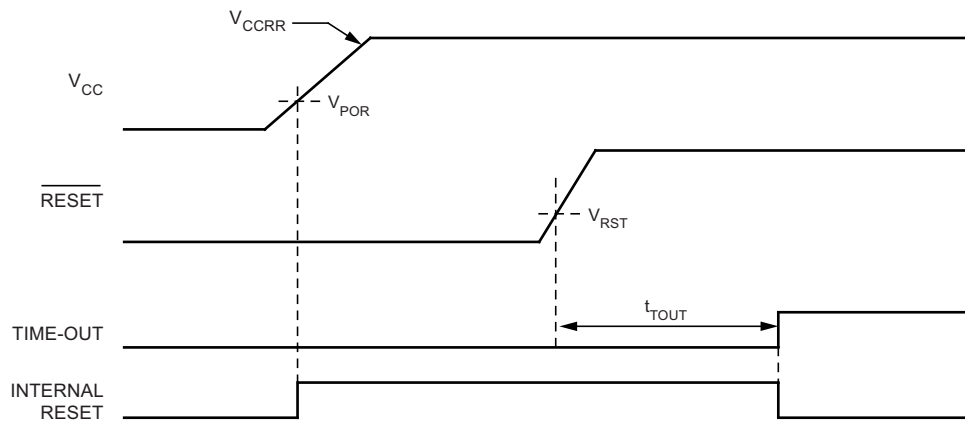 VCCRR
VCC
VPOR
RESET
VRST
tTOUT
TIME-OUT
INTERNAL
RESET